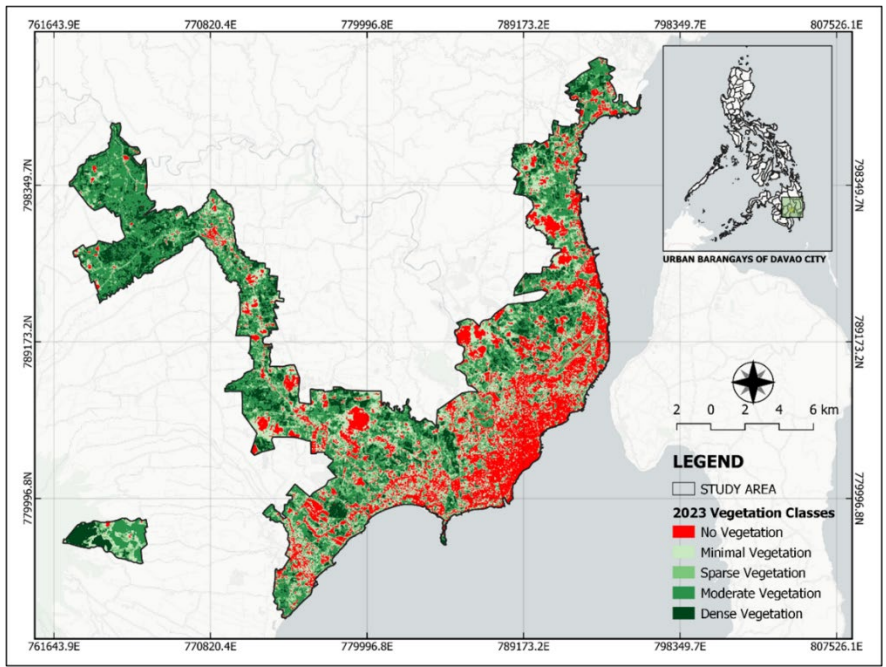 761643.9E 770820.4E 779996.8E 789173.2E 798349.7E 807526.1E
798349.7N 798349.7N
URBAN BARANGAYS OF DAVAO CITY
789173.2N 789173.2N
2 0 2 4 6 km
LEGEND
STUDY AREA
779996.8N 779996.8N
2023 Vegetation Classes
No Vegetation
Minimal Vegetation
Sparse Vegetation
Moderate Vegetation
Dense Vegetation
761643.9E 770820.4E 779996.8E 789173.2E 798349.7E 807526.1E